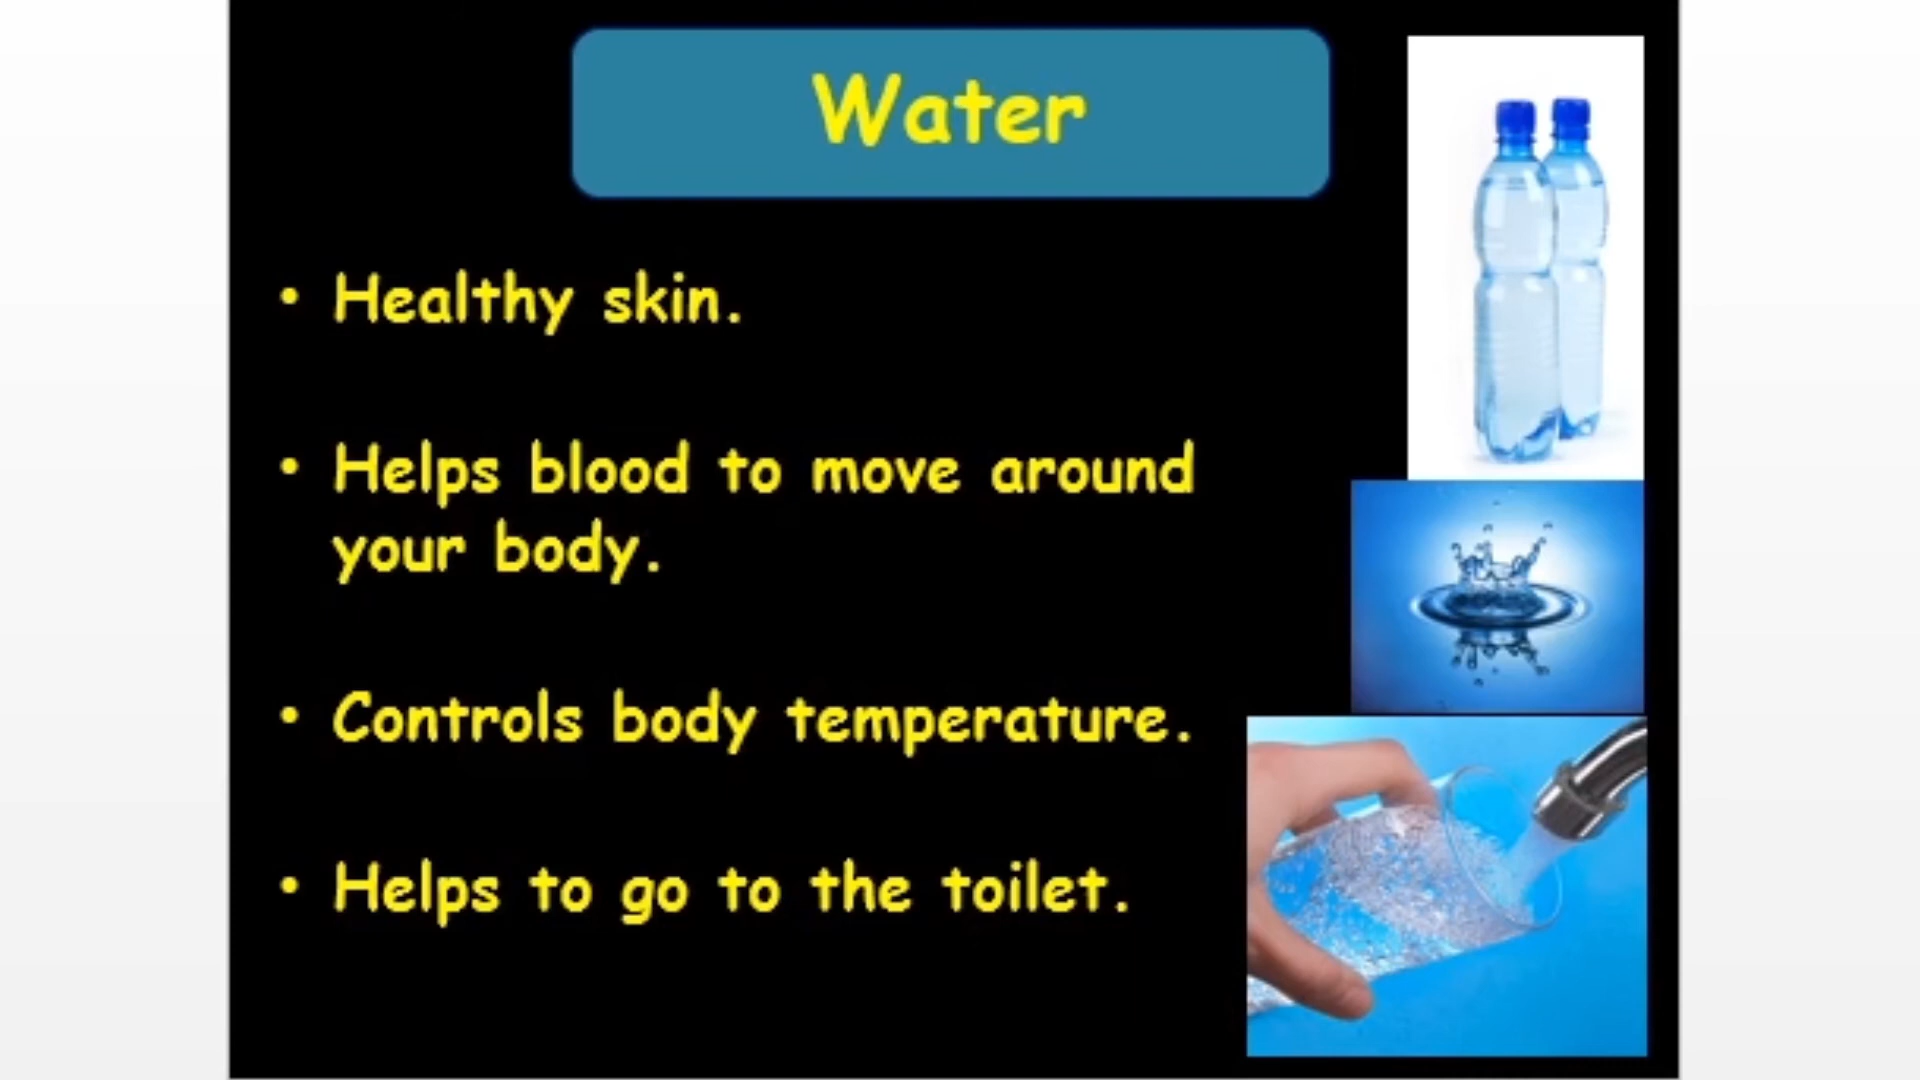 Water
• Healthy skin.
• Helps blood to move around
your body.
• Controls body temperature.
• Helps to go to the toilet.